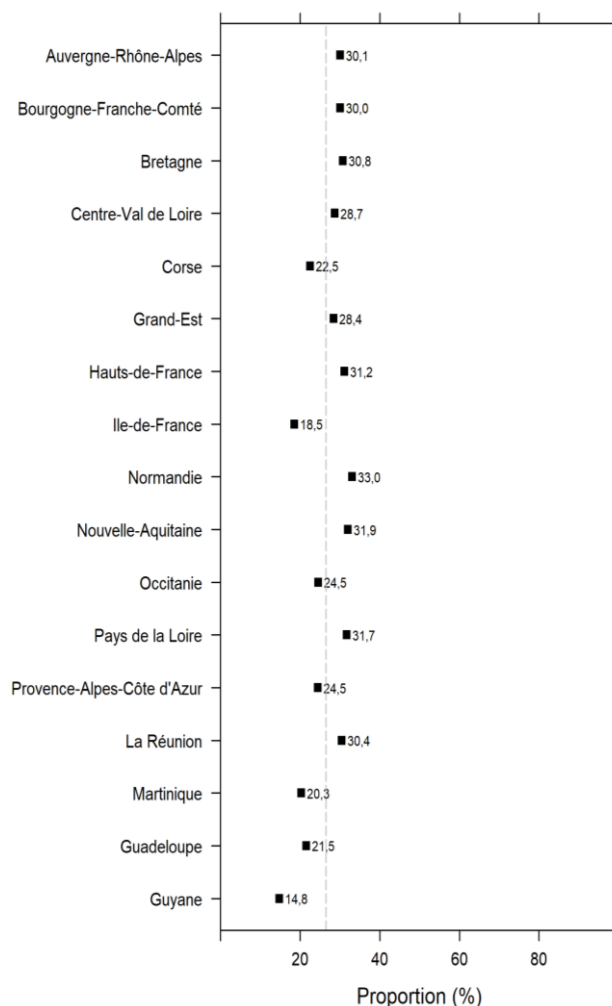 Auvergne-Rhône-Alpes 30,1
Bourgogne-Franche-Comté 30,0
Bretagne 30,8
Centre-Val de Loire 28,7
Corse 22,5
Grand-Est 28,4
Hauts-de-France 31,2
Ile-de-France 18,5
Normandie 33,0
Nouvelle-Aquitaine 31,9
Occitanie 24,5
Pays de la Loire 31,7
Provence-Alpes-Côte d'Azur 24,5
La Réunion 30,4
Martinique 20,3
Guadeloupe 21,5
Guyane 14,8
20 40 60 80
Proportion (%)